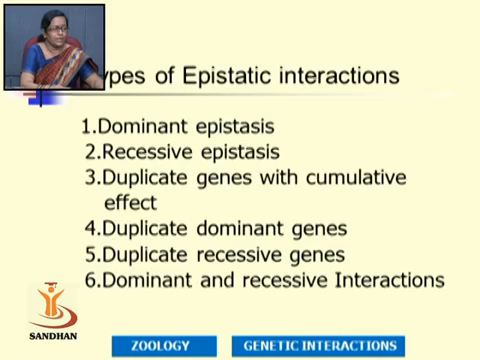 ypes of Epistatic interactions
1.Dominant epistasis
2.Recessive epistasis
3.Duplicate genes with cumulative
effect
4.Duplicate dominant genes
5.Duplicate recessive genes
6.Dominant and recessive Interactions
SANDHAN
ZOOLOGY
GENETIC INTERACTIONS